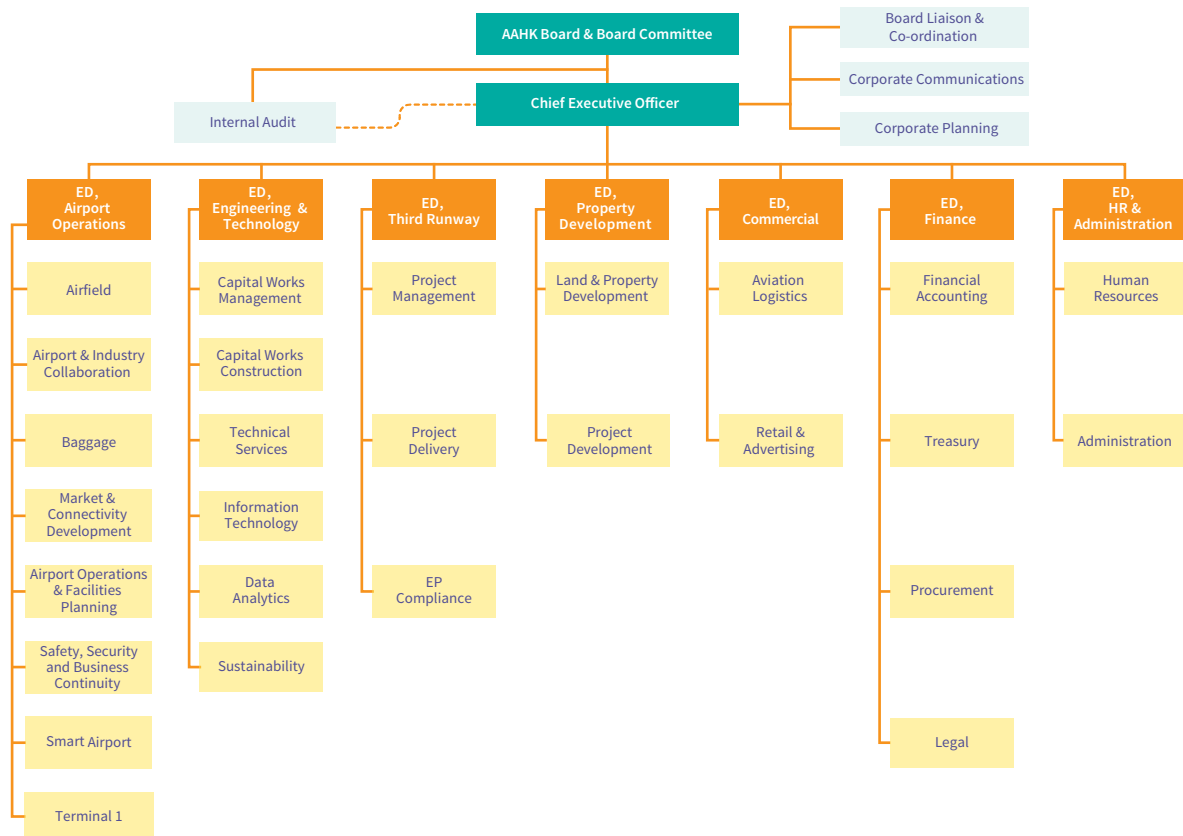 AAHK Board & Board Committee
Chief Executive Officer
Board Liaison &
Co-ordination
Corporate Communications
Corporate Planning
Internal Audit
ED,
Airport
Operations
Airfield
Airport & Industry
Collaboration
Baggage
Market &
Connectivity
Development
Airport Operations
& Facilities
Planning
Safety, Security
and Business
Continuity
Smart Airport
Terminal 1
ED,
Engineering &
Technology
Capital Works
Management
Capital Works
Construction
Technical
Services
Information
Technology
Data
Analytics
Sustainability
ED,
Third Runway
Project
Management
Project
Delivery
EP
Compliance
ED,
Property
Development
Land & Property
Development
Project
Development
ED,
Commercial
Aviation
Logistics
Retail &
Advertising
ED,
Finance
Financial
Accounting
Treasury
Procurement
Legal
ED,
HR &
Administration
Human
Resources
Administration